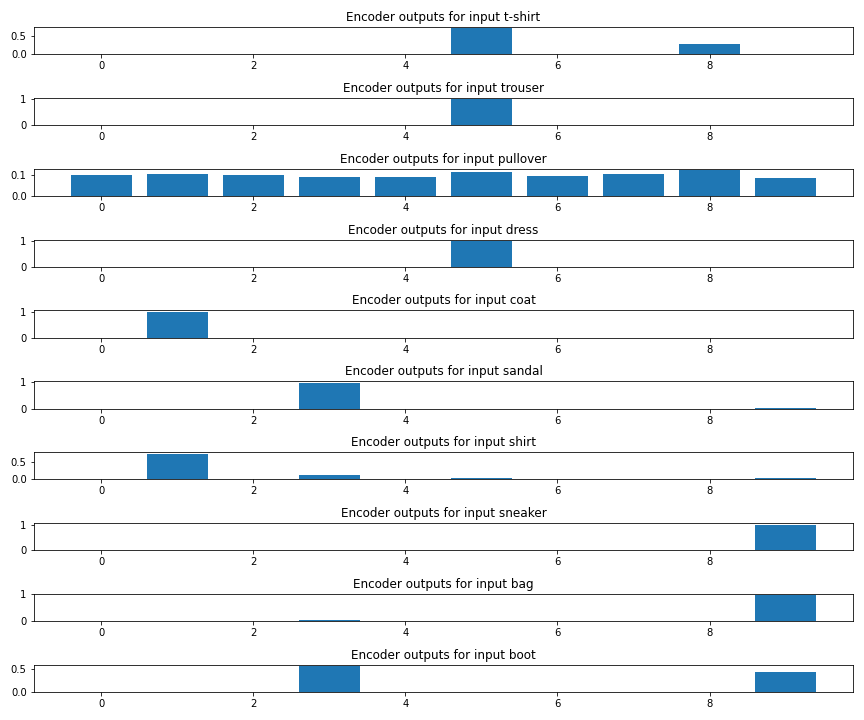 Encoder outputs for input t-shirt
0.5
0.0
0 2 4 6 8
Encoder outputs for input trouser
1
0
0 2 4 6 8
Encoder outputs for input pullover
0.1
0.0
0 2 4 6 8
Encoder outputs for input dress
1
0
0 2 4 6 8
Encoder outputs for input coat
1
0
0 2 4 6 8
Encoder outputs for input sandal
1
0
0 2 4 6 8
Encoder outputs for input shirt
0.5
0.0
0 2 4 6 8
Encoder outputs for input sneaker
1
0
0 2 4 6 8
Encoder outputs for input bag
1
0
0 2 4 6 8
Encoder outputs for input boot
0.5
0.0
0 2 4 6 8